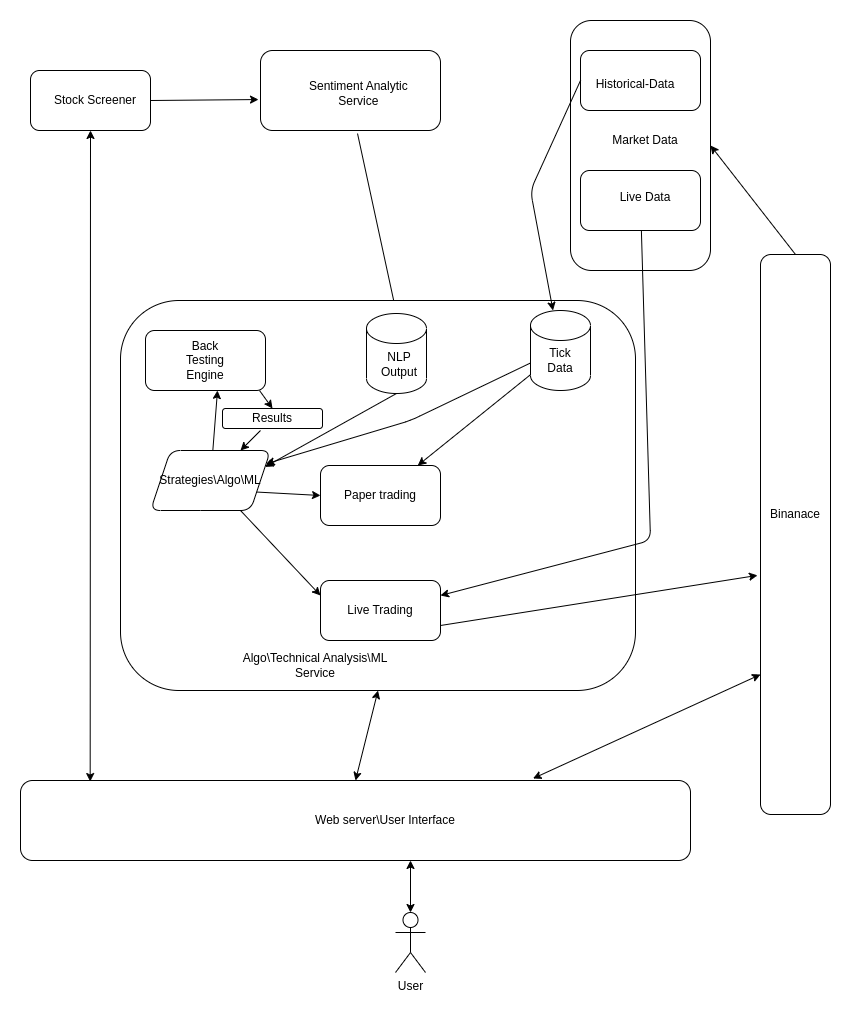 Stock Screener
Sentiment Analytic
Service
Historical-Data
Market Data
Live Data
Back
Testing
Engine
NLP
Output
Tick
Data
Results
Strategies\Algo\ML
Paper trading
Binanace
Live Trading
Algo\Technical Analysis\ML
Service
Web server\User Interface
User